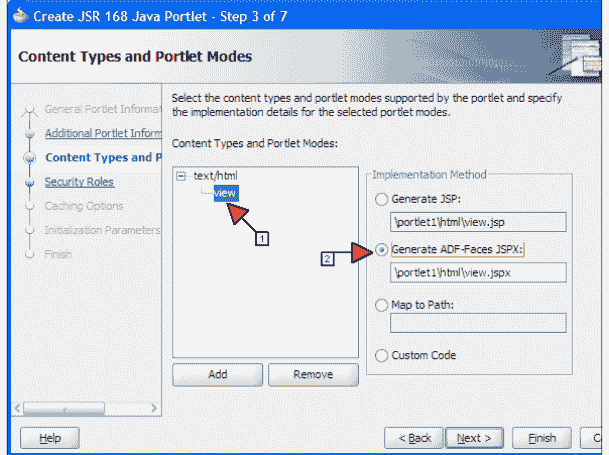 Create JSR 168 Java Portlet - Step 3 of 7
Content Types and Portlet Modes
General Portlet Informat
Additional Portlet Inform
Content Types and P
Security Roles
Caching Options
Initialization Parameters
Finish
Select the content types and portlet modes supported by the portlet and specify
the implementation details for the selected portlet modes.
Content Types and Portlet Modes:
text/html
view
1
Add
Remove
Implementation Method
Generate JSP:
\portlet1\html\view.jsp
2
Generate ADF-Faces JSPX:
\portlet1\html\view.jspx
Map to Path:
Custom Code
Help
< Back
Next >
Finish
C